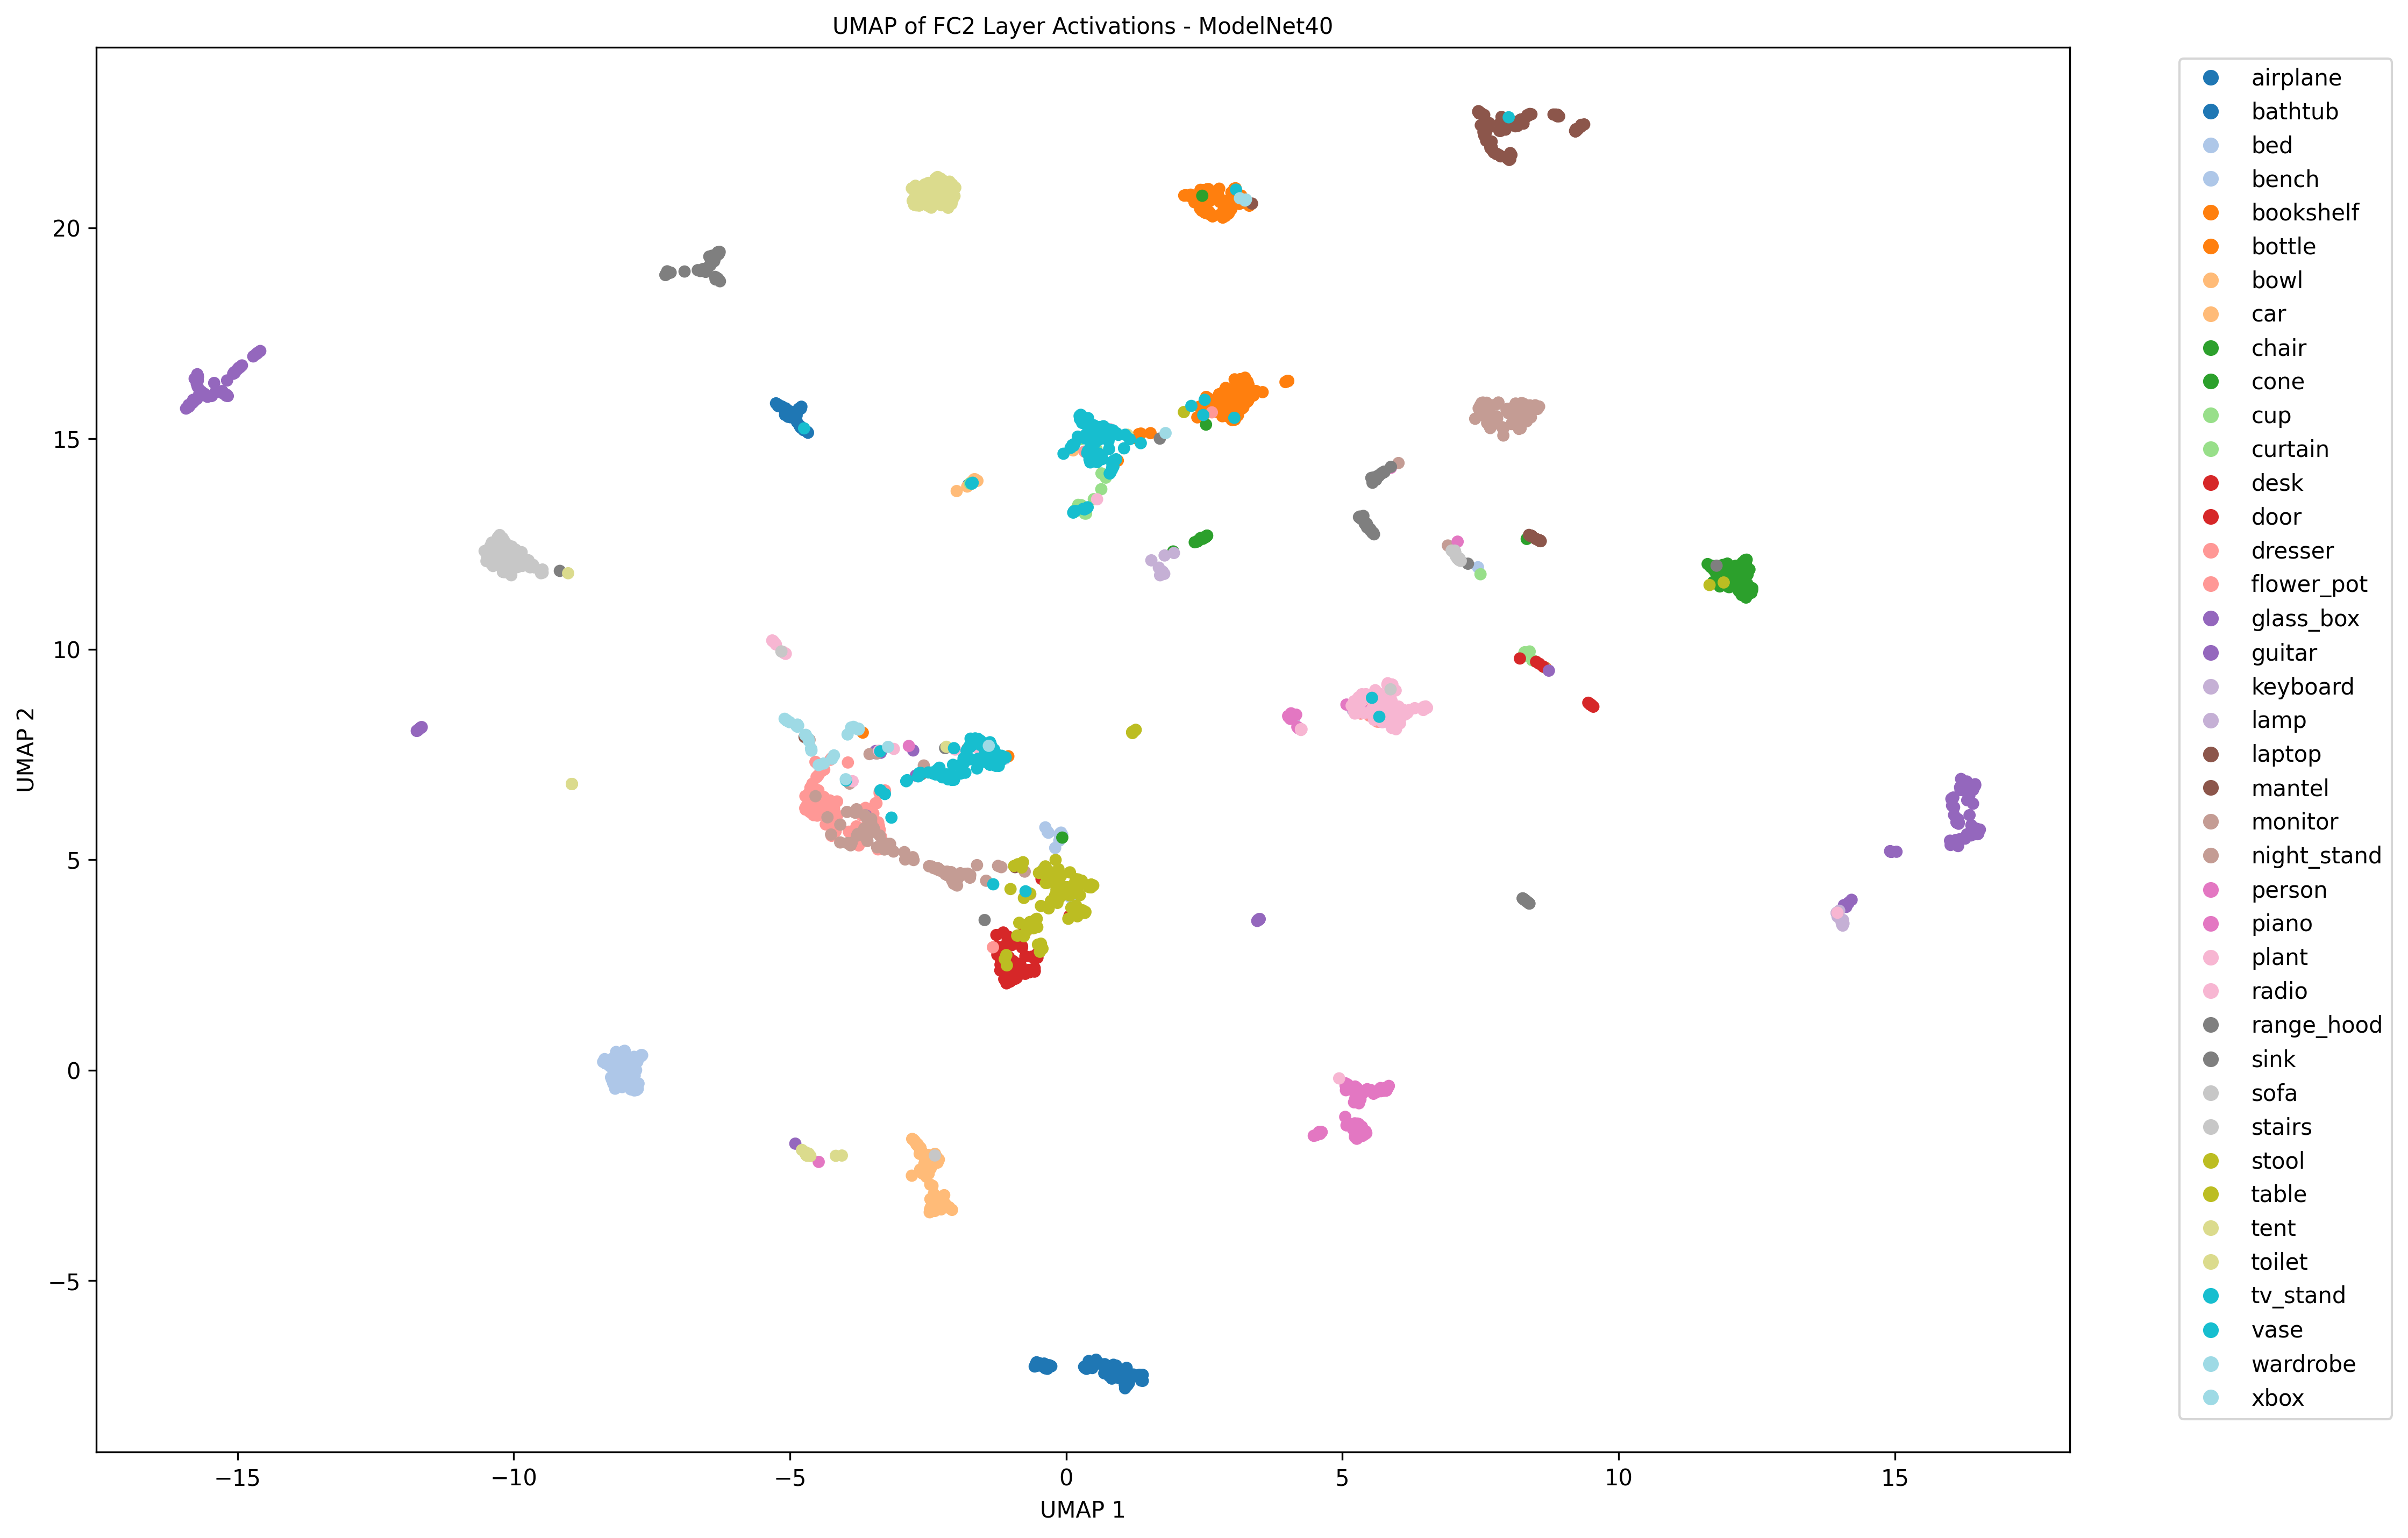 UMAP of FC2 Layer Activations - ModelNet40
20
15
10
5
0
−5
−15
−10
−5
0
5
10
15
UMAP 1
UMAP 2
airplane
bathtub
bed
bench
bookshelf
bottle
bowl
car
chair
cone
cup
curtain
desk
door
dresser
flower_pot
glass_box
guitar
keyboard
lamp
laptop
mantel
monitor
night_stand
person
piano
plant
radio
range_hood
sink
sofa
stairs
stool
table
tent
toilet
tv_stand
vase
wardrobe
xbox